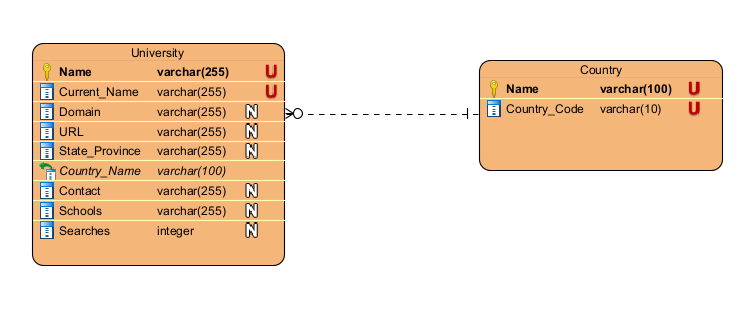 University
Name varchar(255) U
Current_Name varchar(255) U
Domain varchar(255) N
URL varchar(255) N
State_Province varchar(255) N
Country_Name varchar(100)
Contact varchar(255) N
Schools varchar(255) N
Searches integer N
Country
Name varchar(100) U
Country_Code varchar(10) U